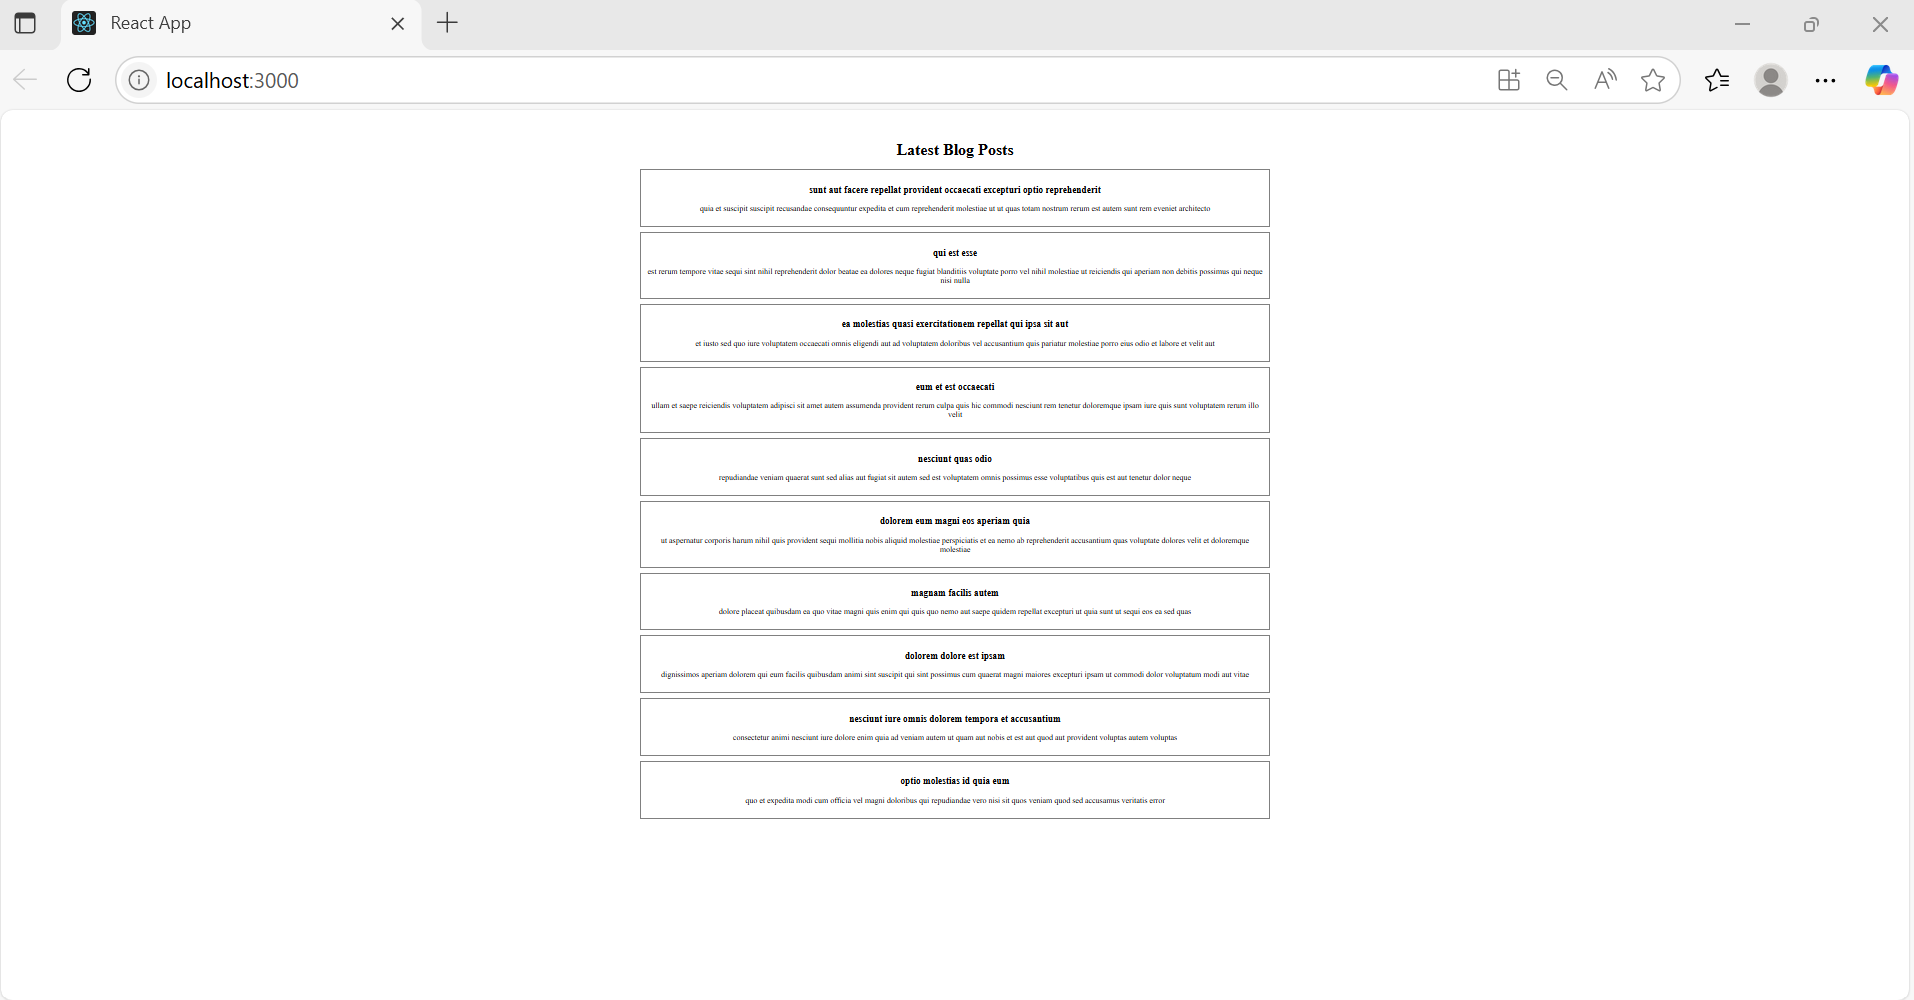 React App
localhost:3000
Latest Blog Posts
sunt aut facere repellat provident occaecati excepturi optio reprehenderit
quia et suscipit suscipit recusandae consequuntur expedita et cum reprehenderit molestiae ut ut quas totam nostrum rerum est autem sunt rem eveniet architecto
qui est esse
est rerum tempore vitae sequi sint nihil reprehenderit dolor beatae ea dolores neque fugiat blanditiis voluptate porro vel nihil molestiae ut reiciendis qui aperiam non debitis possimus qui neque
nisi nulla
ea molestias quasi exercitationem repellat qui ipsa sit aut
et iusto sed quo iure voluptatem occaecati omnis eligendi aut ad voluptatem doloribus vel accusantium quis pariatur molestiae porro eius odio et labore et velit aut
eum et est occaecati
ullam et saepe reiciendis voluptatem adipisci sit amet autem assumenda provident rerum culpa quis hic commodi nesciunt rem tenetur doloremque ipsam iure quis sunt voluptatem rerum illo
velit
nesciunt quas odio
repudiandae veniam quaerat sunt sed alias aut fugiat sit autem sed est voluptatem omnis possimus esse voluptatibus quis est aut tenetur dolor neque
dolorem eum magni eos aperiam quia
ut aspernatur corporis harum nihil quis provident sequi mollitia nobis aliquid molestiae perspiciatis et ea nemo ab reprehenderit accusantium quas voluptate dolores velit et doloremque
molestiae
magnam facilis autem
dolore placeat quibusdam ea quo vitae magni quis enim qui quis quo nemo aut saepe quidem repellat excepturi ut quia sunt ut sequi eos ea sed quas
dolorem dolore est ipsam
dignissimos aperiam dolorem qui eum facilis quibusdam animi sint suscipit qui sint possimus cum quaerat magni maiores excepturi ipsam ut commodi dolor voluptatum modi aut vitae
nesciunt iure omnis dolorem tempora et accusantium
consectetur animi nesciunt iure dolore enim quia ad veniam autem ut quam aut nobis et est aut quod aut provident voluptas autem voluptas
optio molestias id quia eum
quo et expedita modi cum officia vel magni doloribus qui repudiandae vero nisi sit quos veniam quod sed accusamus veritatis error